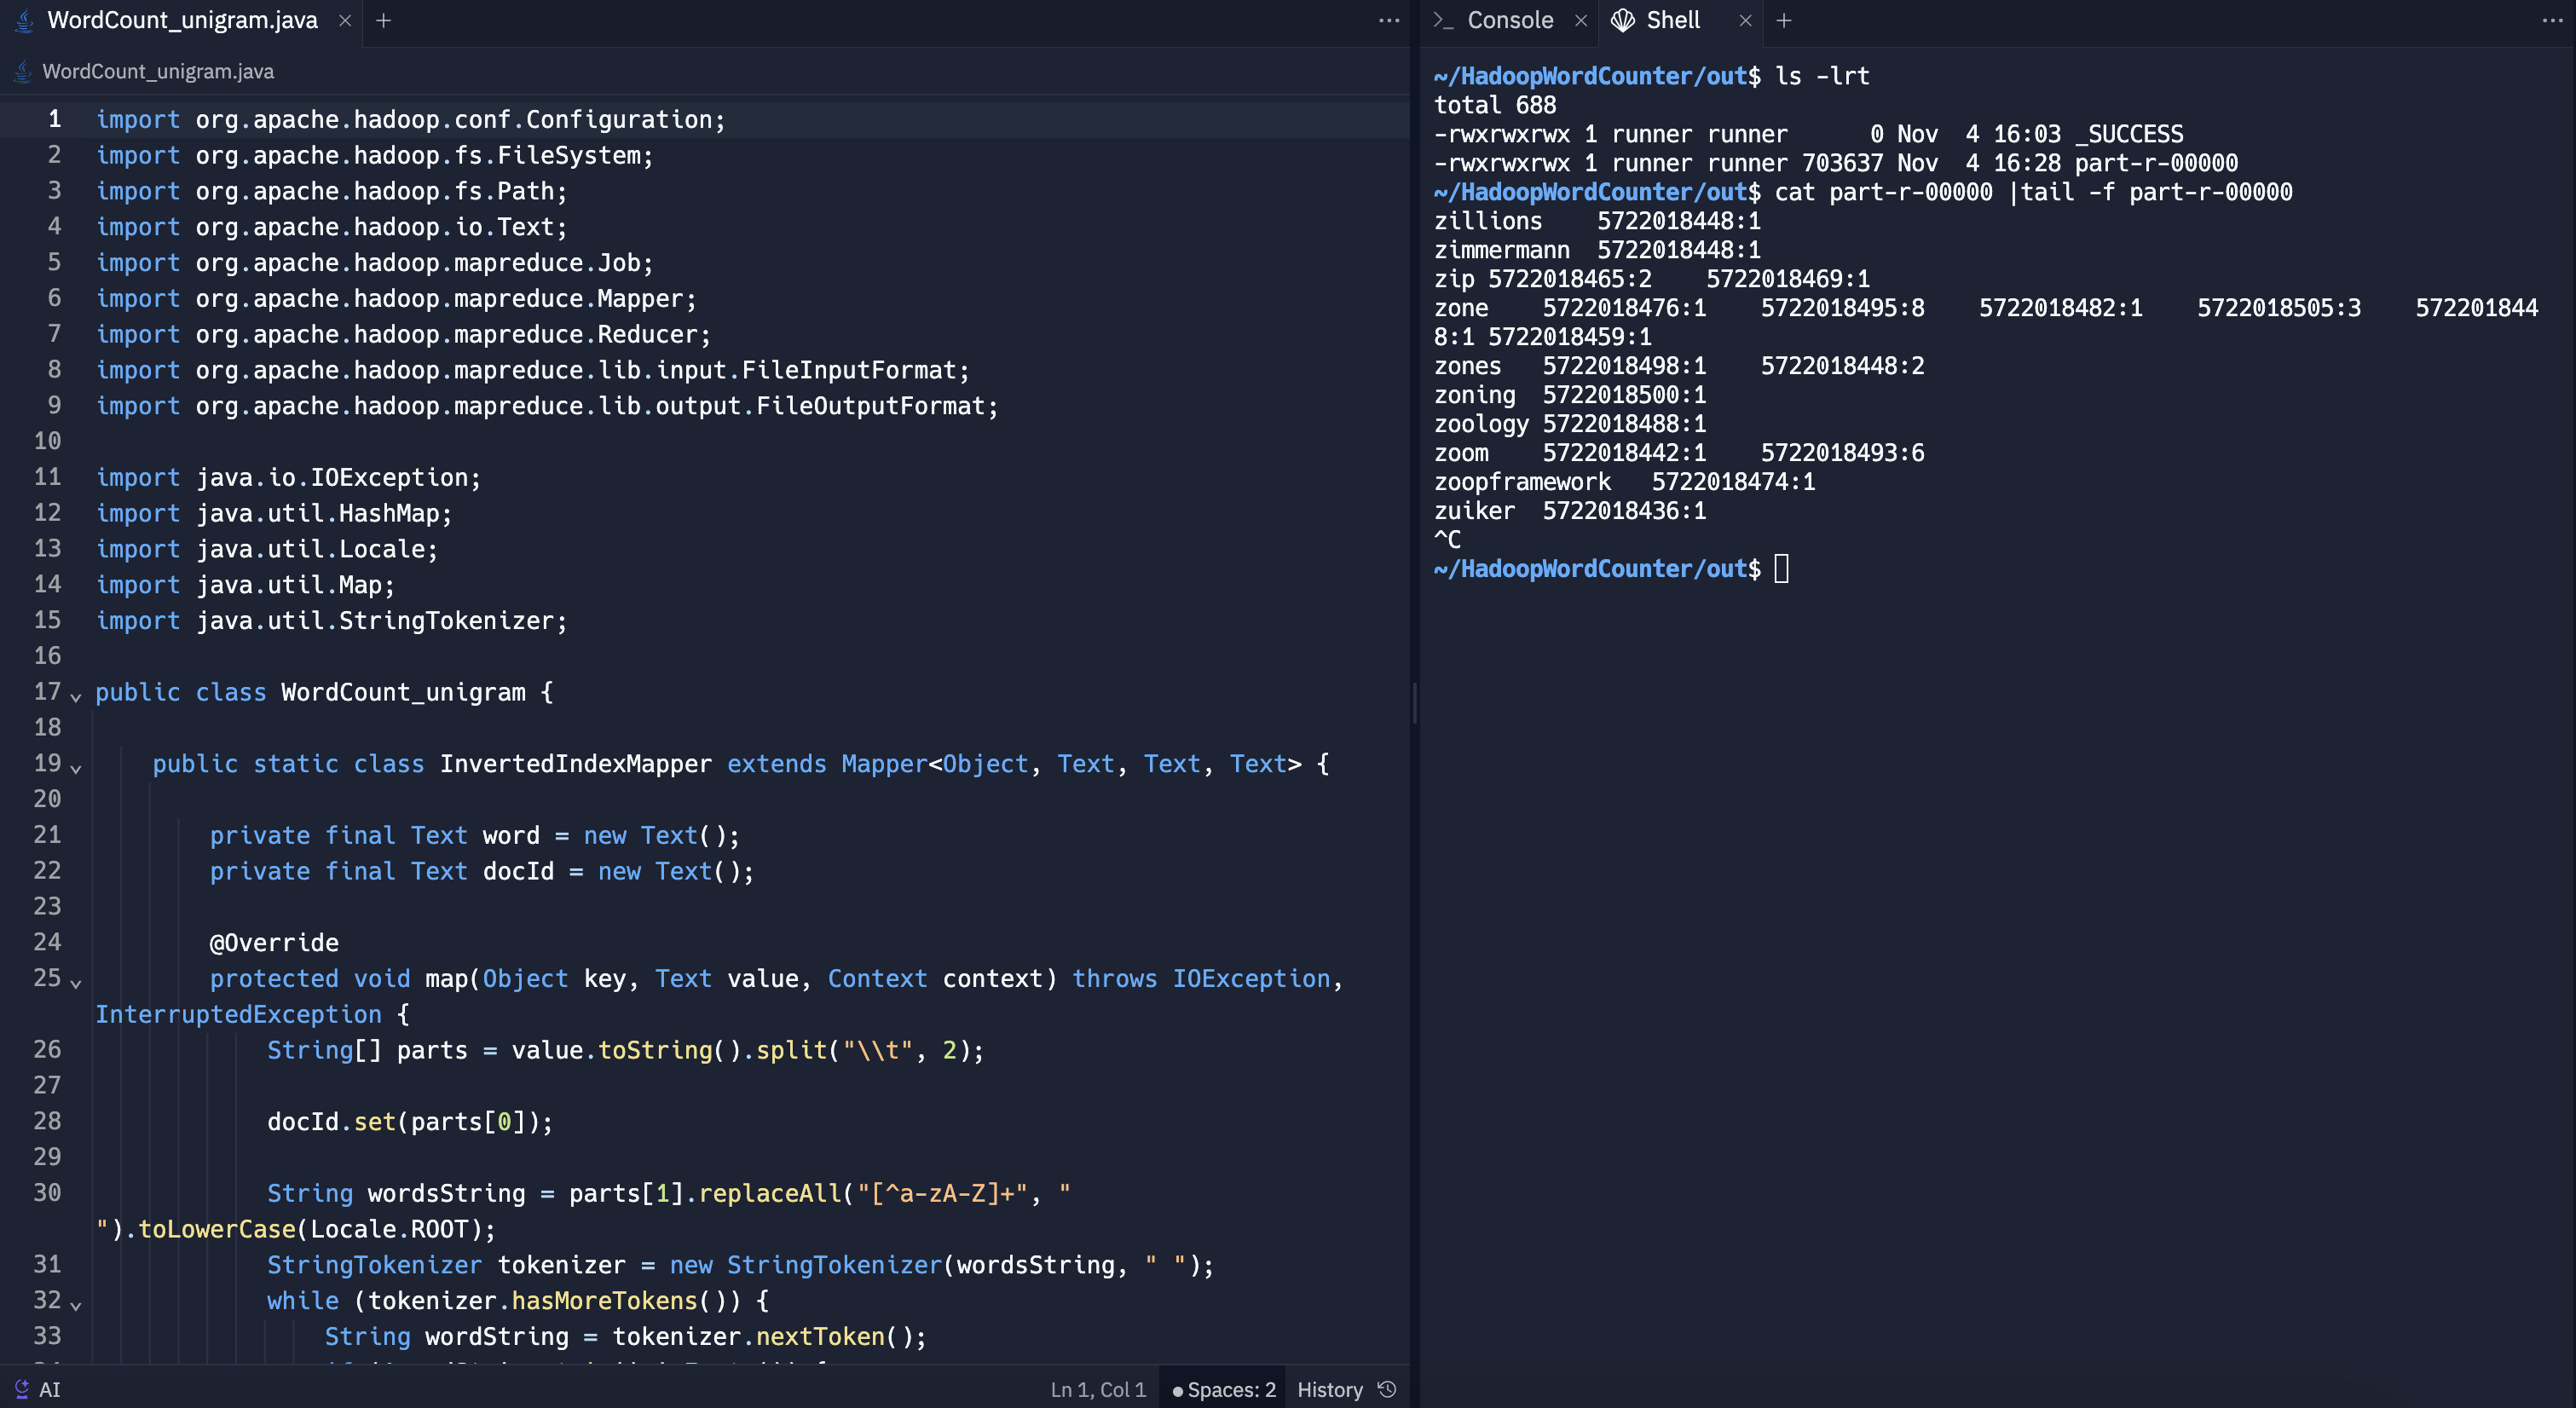 WordCount_unigram.java
WordCount_unigram.java
1 import org.apache.hadoop.conf.Configuration;
2 import org.apache.hadoop.fs.FileSystem;
3 import org.apache.hadoop.fs.Path;
4 import org.apache.hadoop.io.Text;
5 import org.apache.hadoop.mapreduce.Job;
6 import org.apache.hadoop.mapreduce.Mapper;
7 import org.apache.hadoop.mapreduce.Reducer;
8 import org.apache.hadoop.mapreduce.lib.input.FileInputFormat;
9 import org.apache.hadoop.mapreduce.lib.output.FileOutputFormat;
10
11 import java.io.IOException;
12 import java.util.HashMap;
13 import java.util.Locale;
14 import java.util.Map;
15 import java.util.StringTokenizer;
16
17 public class WordCount_unigram {
18
19 public static class InvertedIndexMapper extends Mapper<Object, Text, Text, Text> {
20
21 private final Text word = new Text();
22 private final Text docId = new Text();
23
24 @Override
25 protected void map(Object key, Text value, Context context) throws IOException,
InterruptedException {
26 String[] parts = value.toString().split("\\t", 2);
27
28 docId.set(parts[0]);
29
30 String wordsString = parts[1].replaceAll("[^a-zA-Z]+", "
").toLowerCase(Locale.ROOT);
31 StringTokenizer tokenizer = new StringTokenizer(wordsString, " ");
32 while (tokenizer.hasMoreTokens()) {
33 String wordString = tokenizer.nextToken();
AI
Ln 1, Col 1
Spaces: 2
History
Console
Shell
~/HadoopWordCounter/out$ ls -lrt
total 688
-rwxrwxrwx 1 runner runner 0 Nov 4 16:03 _SUCCESS
-rwxrwxrwx 1 runner runner 703637 Nov 4 16:28 part-r-00000
~/HadoopWordCounter/out$ cat part-r-00000 |tail -f part-r-00000
zillions 5722018448:1
zimmermann 5722018448:1
zip 5722018465:2 5722018469:1
zone 5722018476:1 5722018495:8 5722018482:1 5722018505:3 572201844
8:1 5722018459:1
zones 5722018498:1 5722018448:2
zoning 5722018500:1
zoology 5722018488:1
zoom 5722018442:1 5722018493:6
zoopframework 5722018474:1
zuiker 5722018436:1
^C
~/HadoopWordCounter/out$